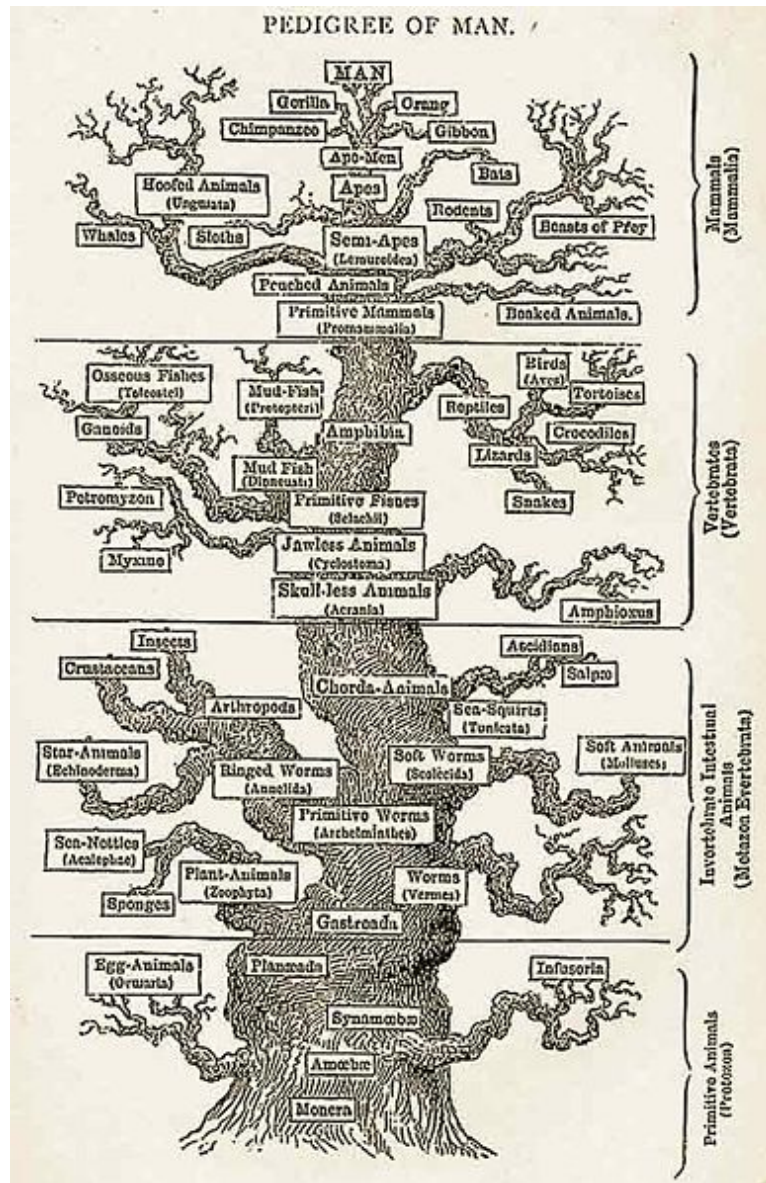 PEDIGREE OF MAN.
MAN
Gorilla
Orang
Chimpanzee
Gibbon
Ape-Men
Bats
Apes
Hoofed Animals
(Ungulata)
Rodents
Beasts of Prey
Whales
Sloths
Semi-Apes
(Lemuroidea)
Pouched Animals
Primitive Mammals
(Promammalia)
Beaked Animals.
Mammals
(Mammalia)
Osseous Fishes
(Teleostei)
Mud-Fish
(Protopteri)
Birds
(Aves)
Tortoises
Ganoids
Amphibia
Reptiles
Crocodiles
Lizards
Mud Fish
(Dipneusti)
Snakes
Petromyzon
Primitive Fishes
(Selachii)
Myxine
Jawless Animals
(Cyclostoma)
Skull-less Animals
(Acrania)
Amphioxus
Vertebrates
(Vertebrata)
Insects
Ascidians
Crustaceans
Salpæ
Chorda-Animals
Arthropods
Sea-Squirts
(Tunicata)
Star-Animals
(Echinoderma)
Ringed Worms
(Annelida)
Soft Worms
(Scolecida)
Soft Animals
(Molluscs)
Primitive Worms
(Archelminthes)
Sea-Nettles
(Acalephae)
Plant-Animals
(Zoophyta)
Worms
(Vermes)
Sponges
Gastreada
Invertebrate Intestinal
Animals
(Metazoa Evertebrata)
Egg-Animals
(Ovularia)
Planæada
Infusoria
Synamœbæ
Amœbæ
Monera
Primitive Animals
(Protozoa)